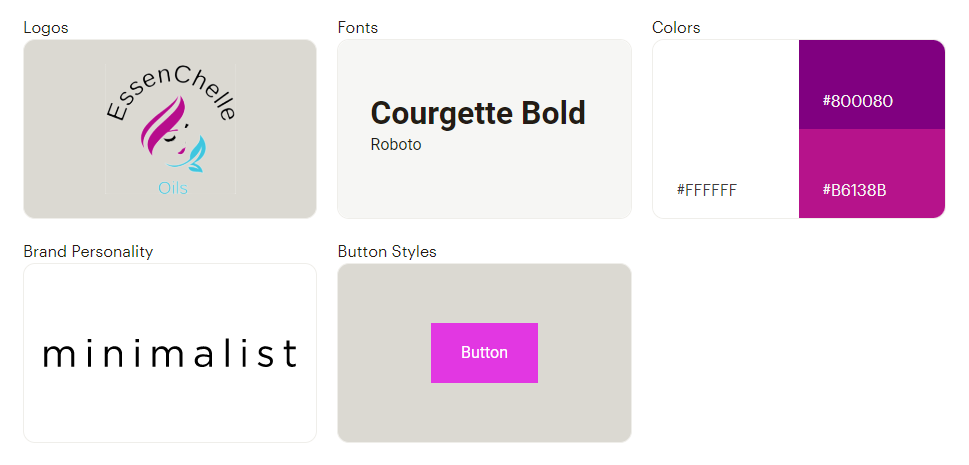 Logos
Fonts
Colors
EssenChelle
Oils
Courgette Bold
Roboto
#800080
#FFFFFF
#B6138B
Brand Personality
Button Styles
minimalist
Button